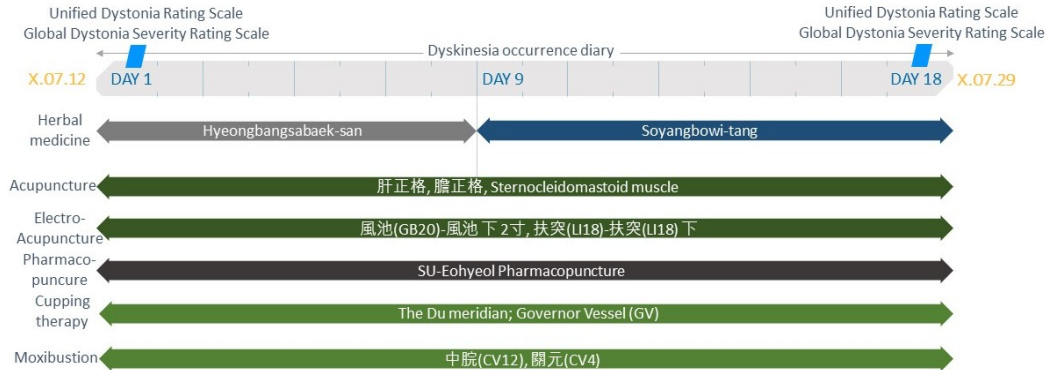 Unified Dystonia Rating Scale
Global Dystonia Severity Rating Scale
Unified Dystonia Rating Scale
Global Dystonia Severity Rating Scale
Dyskinesia occurrence diary
X.07.12
DAY 1
DAY 9
DAY 18
X.07.29
Herbal
medicine
Hyeongbangsabaek-san
Soyangbowi-tang
Acupuncture
肝正格, 膽正格, Sternocleidomastoid muscle
Electro-
Acupuncture
風池(GB20)-風池 下 2寸, 扶突(LI18)-扶突(LI18) 下
Pharmaco-
puncure
SU-Eohyeol Pharmacopuncture
Cupping
therapy
The Du meridian; Governor Vessel (GV)
Moxibustion
中脘(CV12), 關元(CV4)